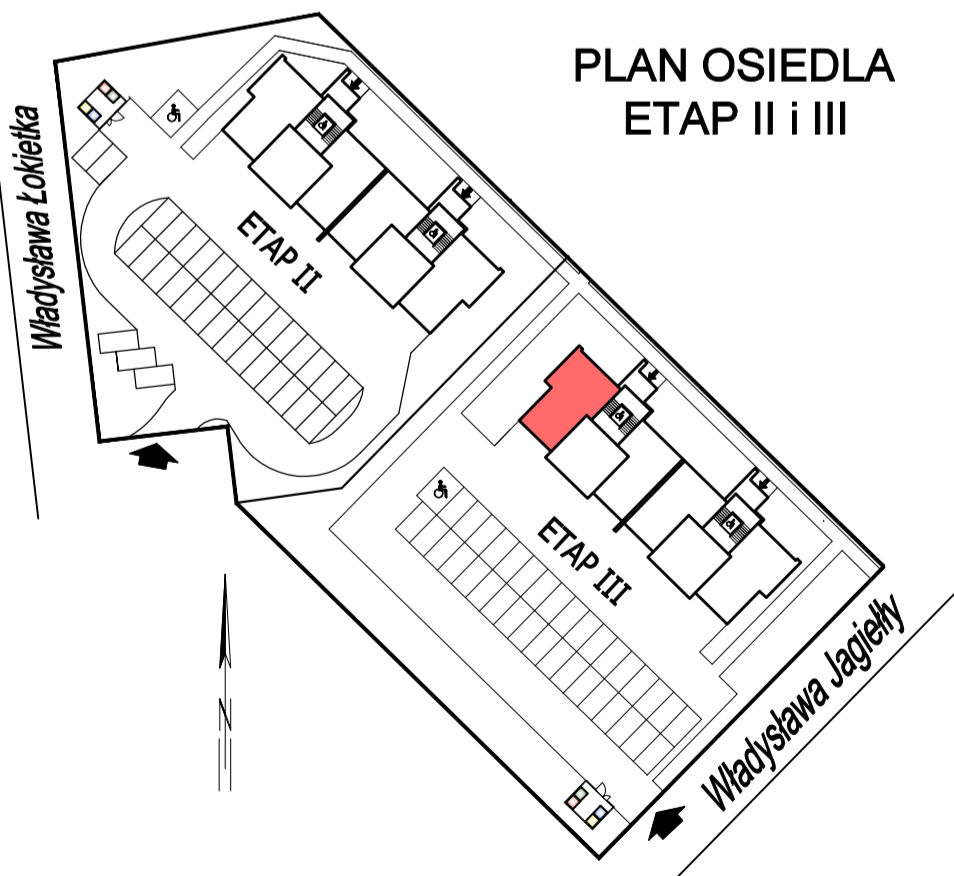 PLAN OSIEDLA
ETAP II i III
Władysława Łokietka
ETAP II
ETAP III
Władysława Jagiełły
N